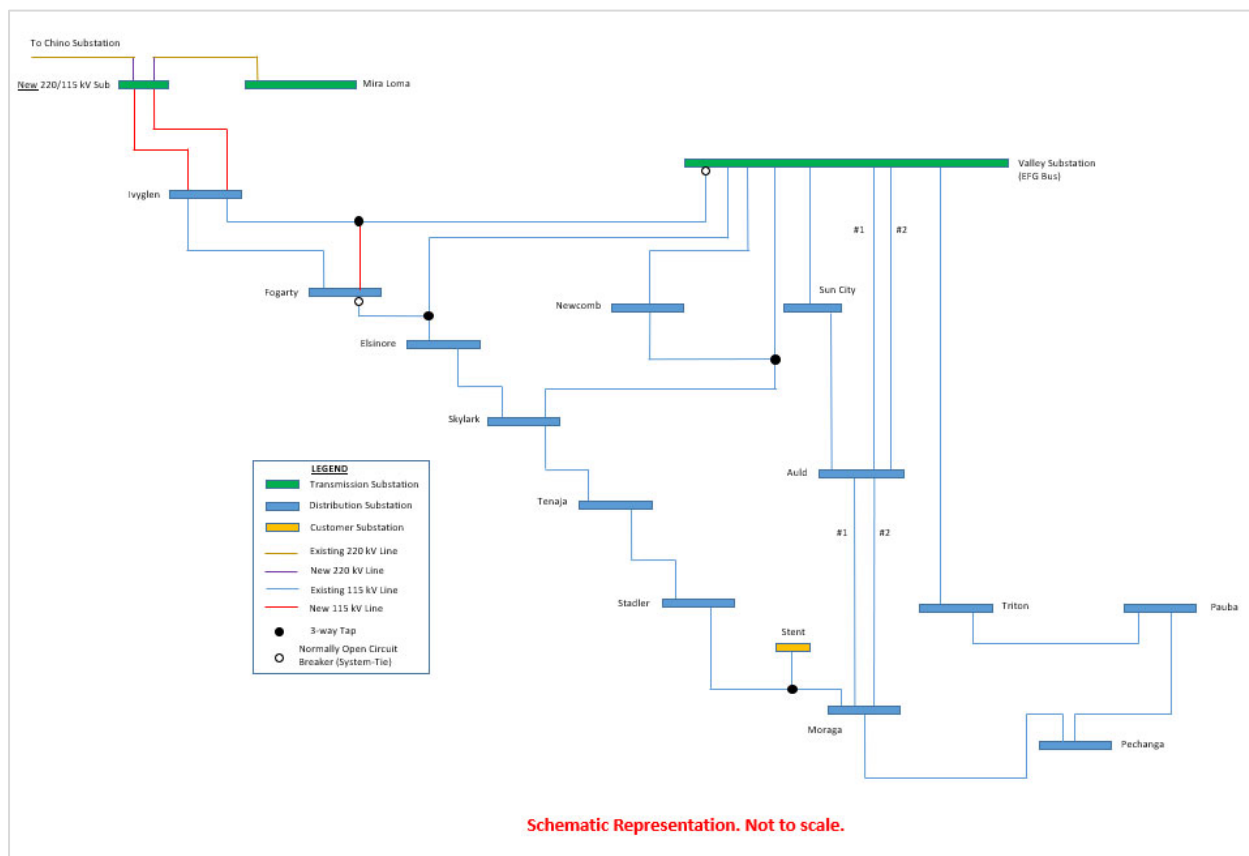 To Chino Substation
New 220/115 kV Sub
Mira Loma
Valley Substation
(EFG Bus)
Ivyglen
#1
#2
Fogarty
Newcomb
Sun City
Elsinore
Skylark
LEGEND
Transmission Substation
Distribution Substation
Customer Substation
Existing 220 kV Line
New 220 kV Line
Existing 115 kV Line
New 115 kV Line
3-way Tap
Normally Open Circuit
Breaker (System-Tie)
Auld
Tenaja
#1
#2
Stadler
Triton
Pauba
Stent
Moraga
Pechanga
Schematic Representation. Not to scale.